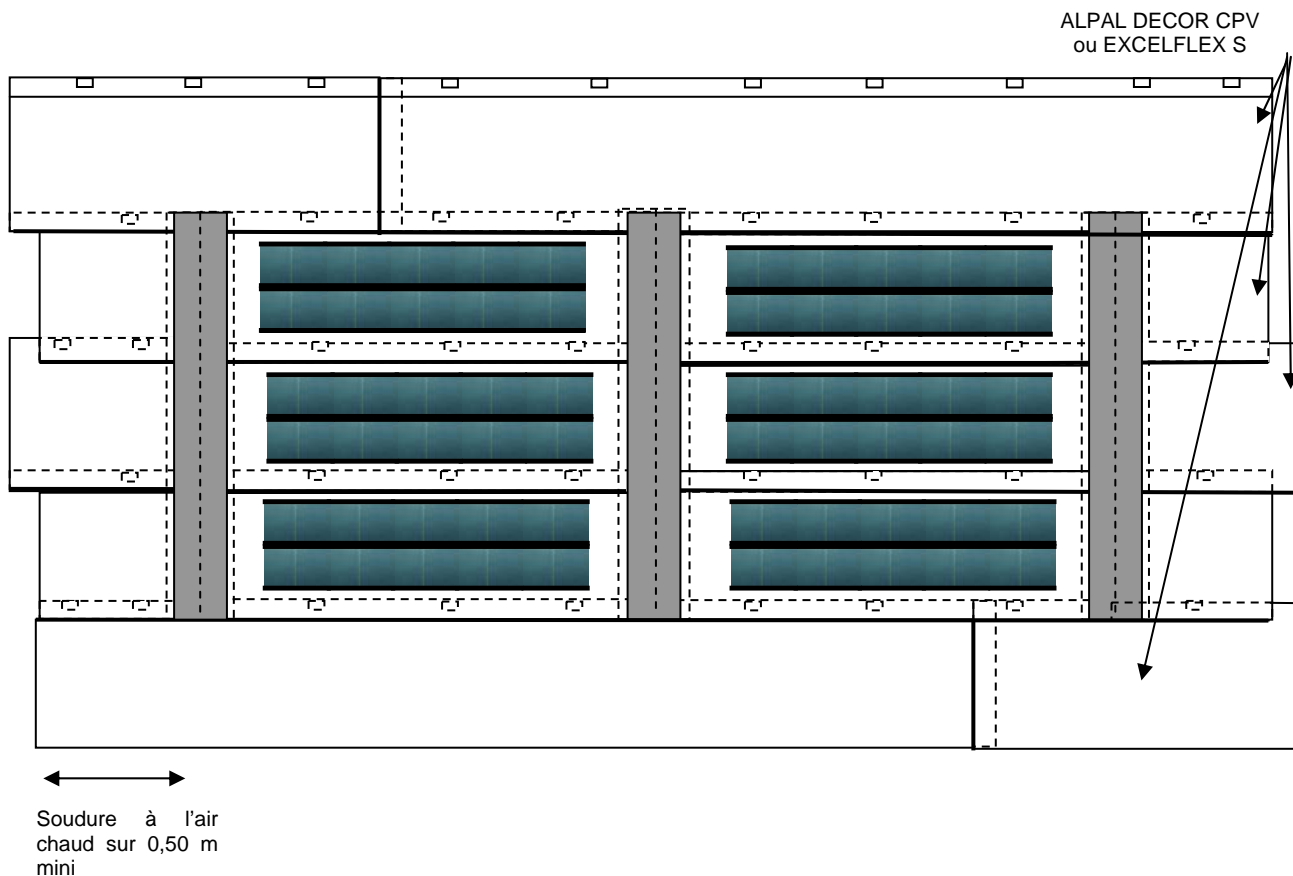 ALPAL DECOR CPV
ou EXCELFLEX S
Soudure à l'air
chaud sur 0,50 m
mini